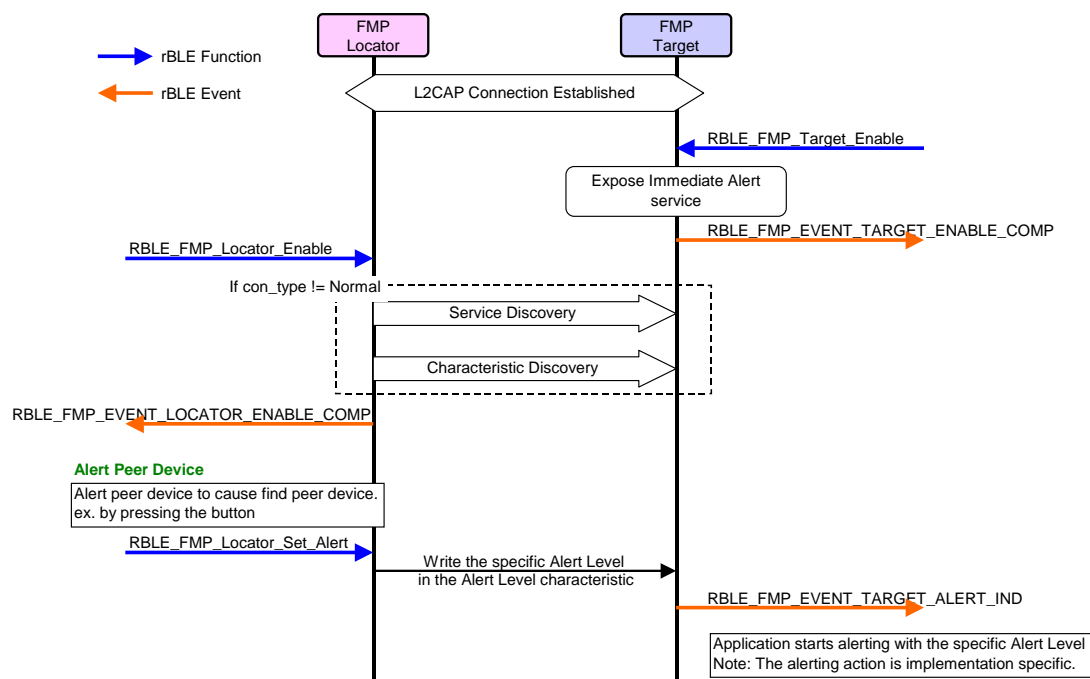 FMP
Locator
FMP
Target
rBLE Function
rBLE Event
L2CAP Connection Established
RBLE_FMP_Target_Enable
Expose Immediate Alert
service
RBLE_FMP_EVENT_TARGET_ENABLE_COMP
RBLE_FMP_Locator_Enable
If con_type != Normal
Service Discovery
Characteristic Discovery
RBLE_FMP_EVENT_LOCATOR_ENABLE_COMP
Alert Peer Device
Alert peer device to cause find peer device.
ex. by pressing the button
RBLE_FMP_Locator_Set_Alert
Write the specific Alert Level
in the Alert Level characteristic
RBLE_FMP_EVENT_TARGET_ALERT_IND
Application starts alerting with the specific Alert Level
Note: The alerting action is implementation specific.